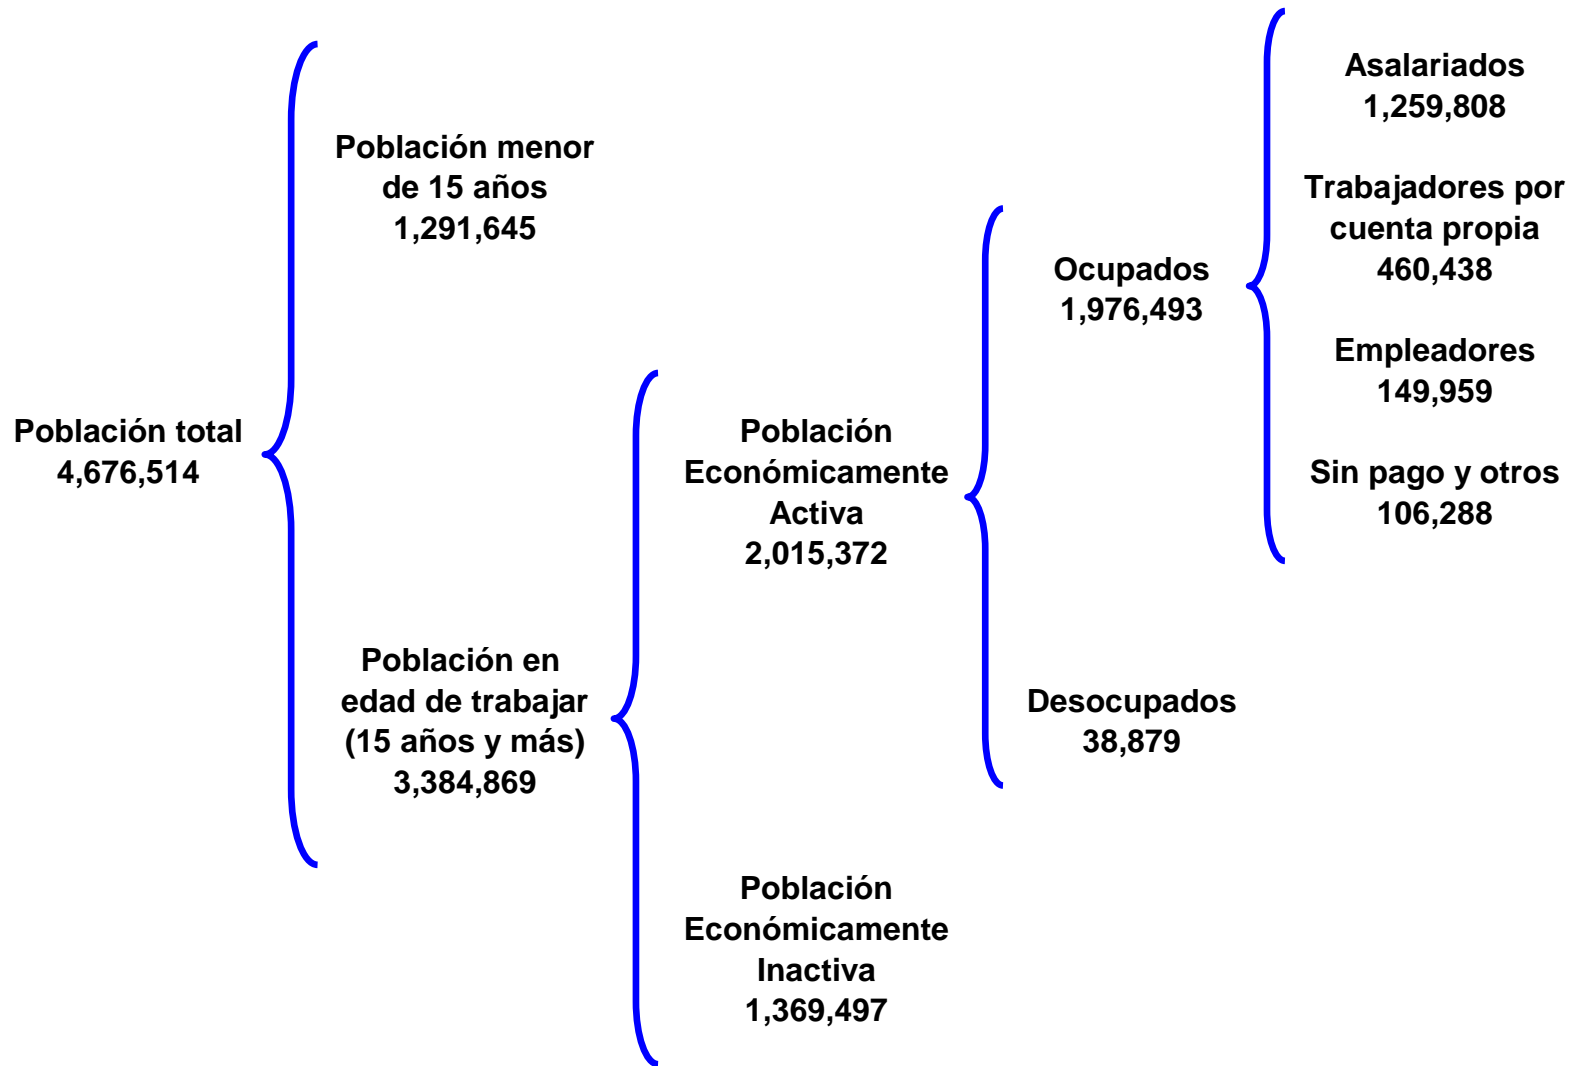 Población total
4,676,514
Población menor
de 15 años
1,291,645
Población en
edad de trabajar
(15 años y más)
3,384,869
Población
Económicamente
Activa
2,015,372
Población
Económicamente
Inactiva
1,369,497
Ocupados
1,976,493
Desocupados
38,879
Asalariados
1,259,808
Trabajadores por
cuenta propia
460,438
Empleadores
149,959
Sin pago y otros
106,288